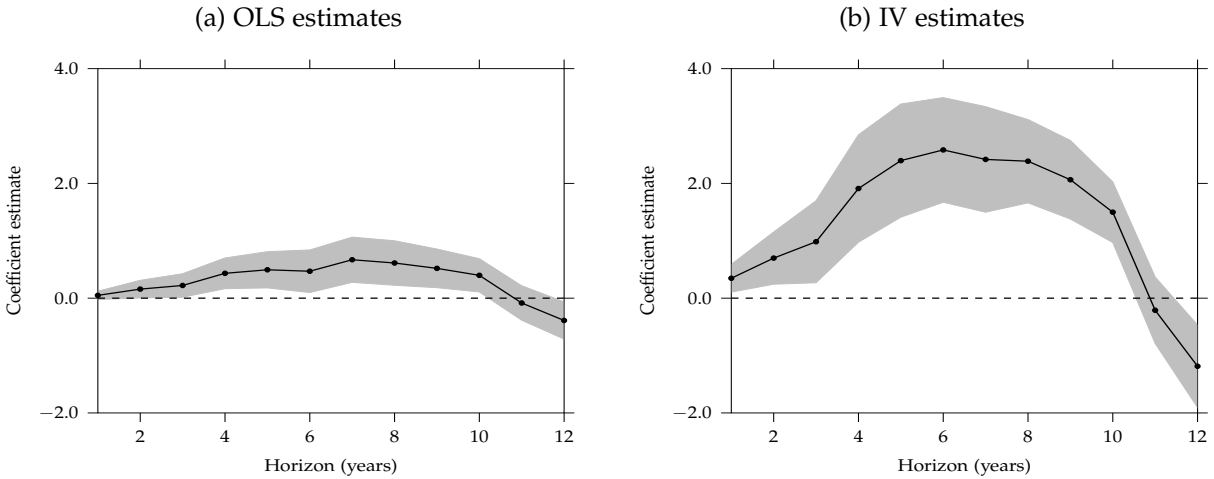 (a) OLS estimates
4.0
2.0
0.0
−2.0
Coefficient estimate
2 4 6 8 10 12
Horizon (years)
(b) IV estimates
4.0
2.0
0.0
−2.0
Coefficient estimate
2 4 6 8 10 12
Horizon (years)